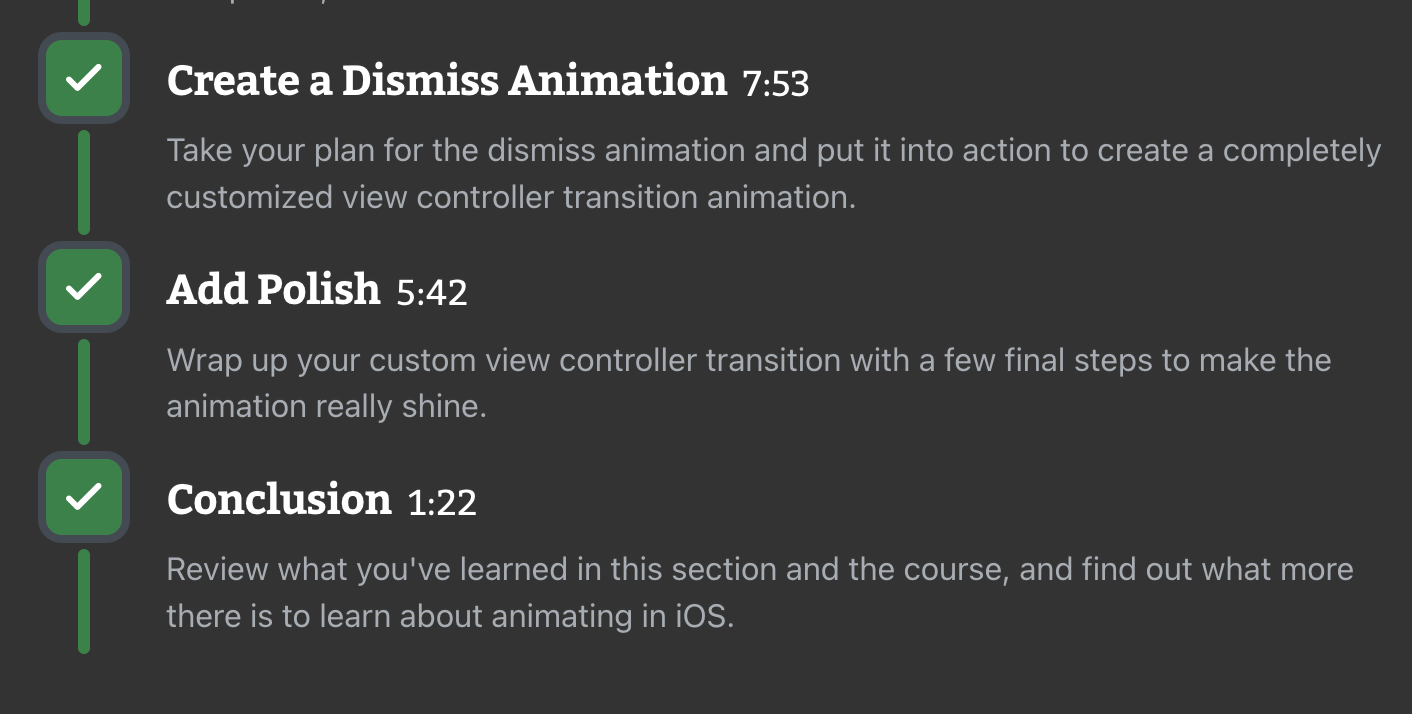 Create a Dismiss Animation 7:53
Take your plan for the dismiss animation and put it into action to create a completely
customized view controller transition animation.
Add Polish 5:42
Wrap up your custom view controller transition with a few final steps to make the
animation really shine.
Conclusion 1:22
Review what you've learned in this section and the course, and find out what more
there is to learn about animating in iOS.